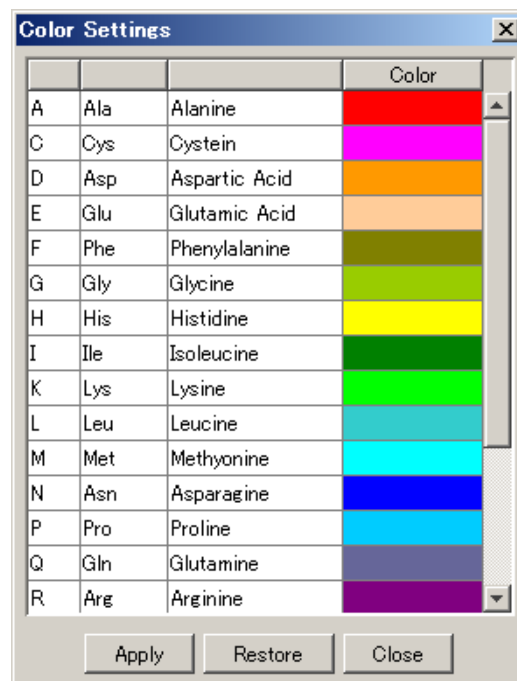 Color Settings
Color
A Ala Alanine
C Cys Cystein
D Asp Aspartic Acid
E Glu Glutamic Acid
F Phe Phenylalanine
G Gly Glycine
H His Histidine
I Ile Isoleucine
K Lys Lysine
L Leu Leucine
M Met Methyonine
N Asn Asparagine
P Pro Proline
Q Gln Glutamine
R Arg Arginine
Apply Restore Close